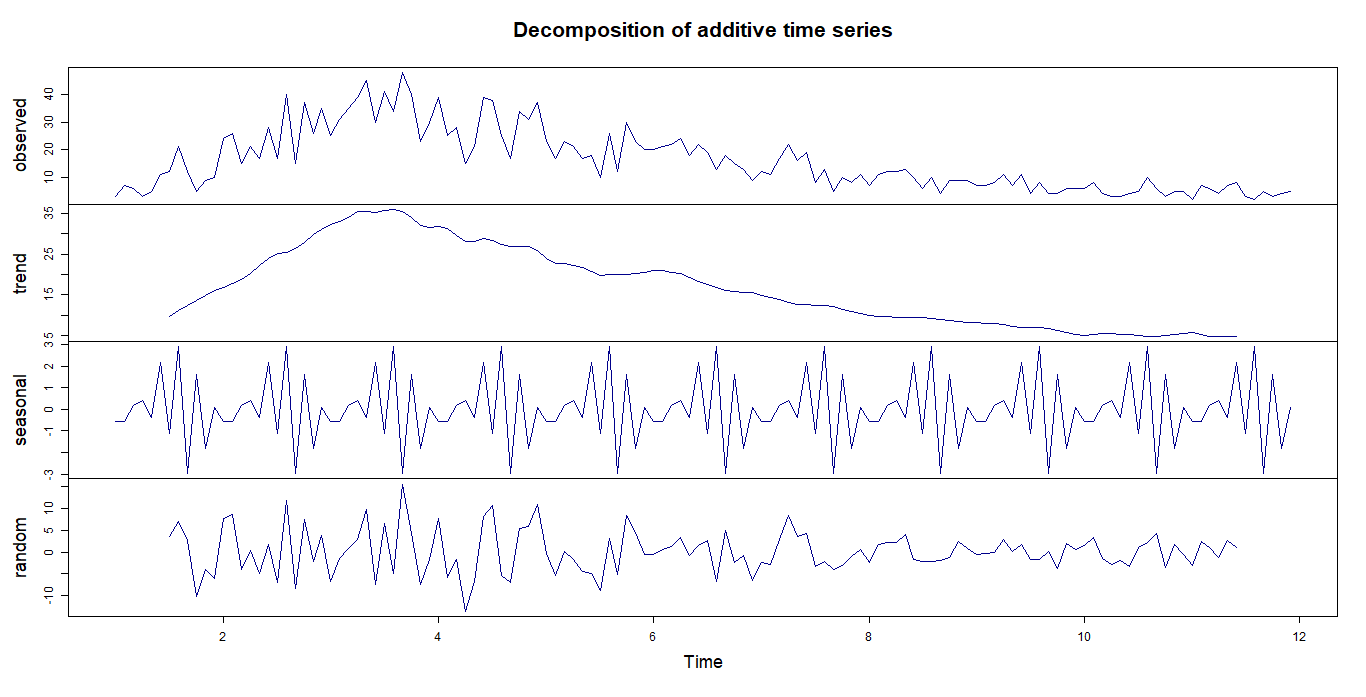 Decomposition of additive time series
observed
10 20 30 40
trend
5 15 25 35
seasonal
-3 -1 0 1 2 3
random
-10 0 5 10
2 4 6 8 10 12
Time